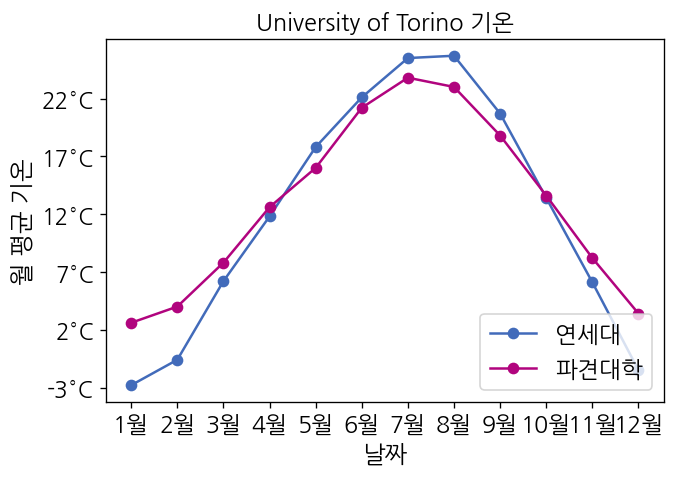 University of Torino 기온
월 평균 기온
22˚C
17˚C
12˚C
7˚C
2˚C
-3˚C
연세대
파견대학
1월 2월 3월 4월 5월 6월 7월 8월 9월 10월 11월 12월
날짜